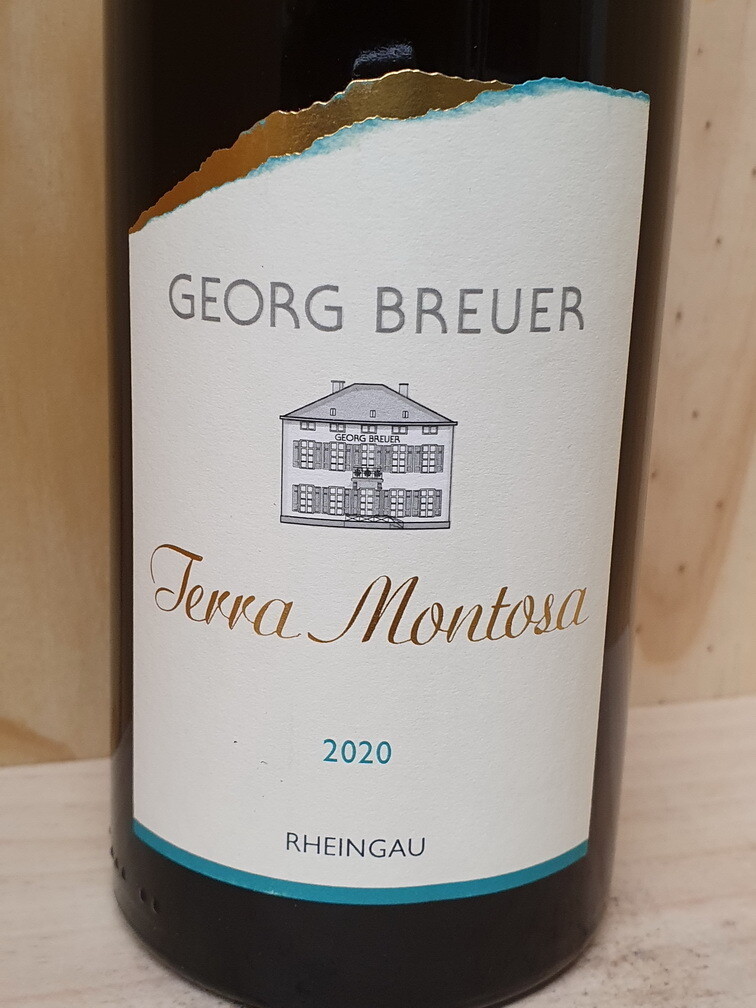 GEORG BREUER
GEORG BREUER
Terra Montosa
2020
RHEINGAU